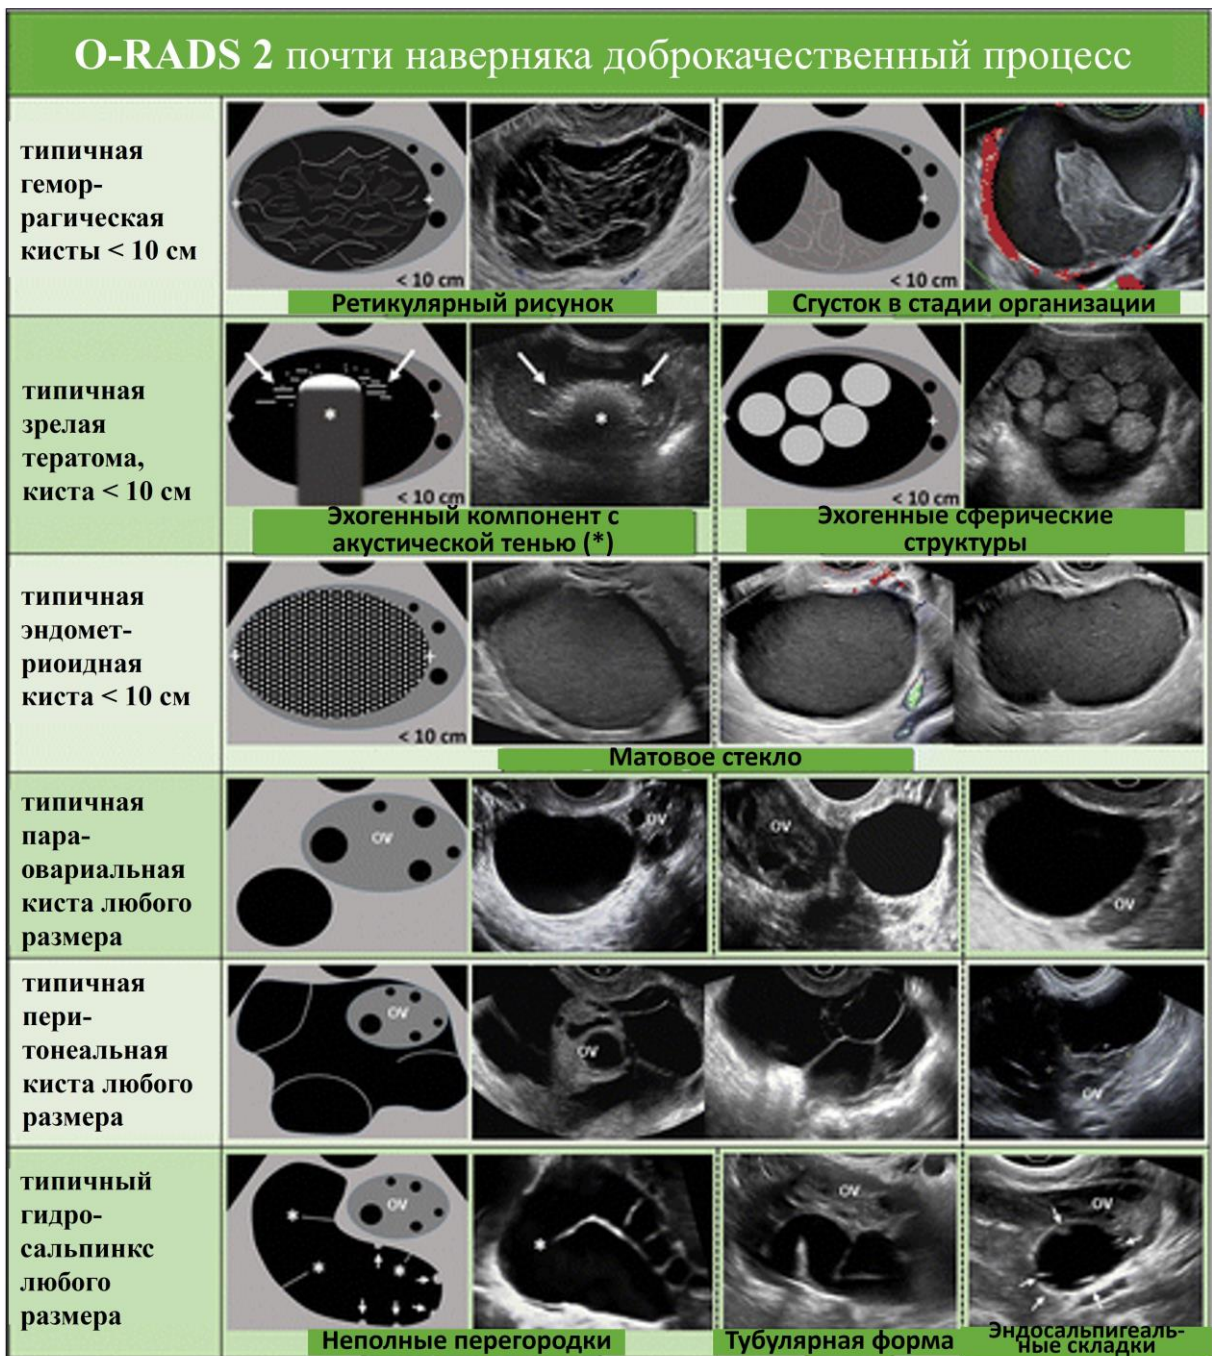 O-RADS 2 почти наверняка доброкачественный процесс
типичная
гемор-
рагическая
кисты < 10 см
< 10 cm
< 10 cm
Ретикулярный рисунок
Сгусток в стадии организации
типичная
зрелая
тератома,
киста < 10 см
*
*
< 10 cm
< 10 cm
Эхогенный компонент с
акустической тенью (*)
Эхогенные сферические
структуры
типичная
эндомет-
риоидная
киста < 10 см
< 10 cm
Матовое стекло
типичная
пара-
овариальная
киста любого
размера
OV
OV
OV
OV
типичная
пери-
тонеальная
киста любого
размера
OV
OV
OV
типичный
гидро-
сальпинкс
любого
размера
OV
*
*
*
*
OV
OV
Неполные перегородки
Тубулярная форма
Эндосальпигеаль-
ные складки